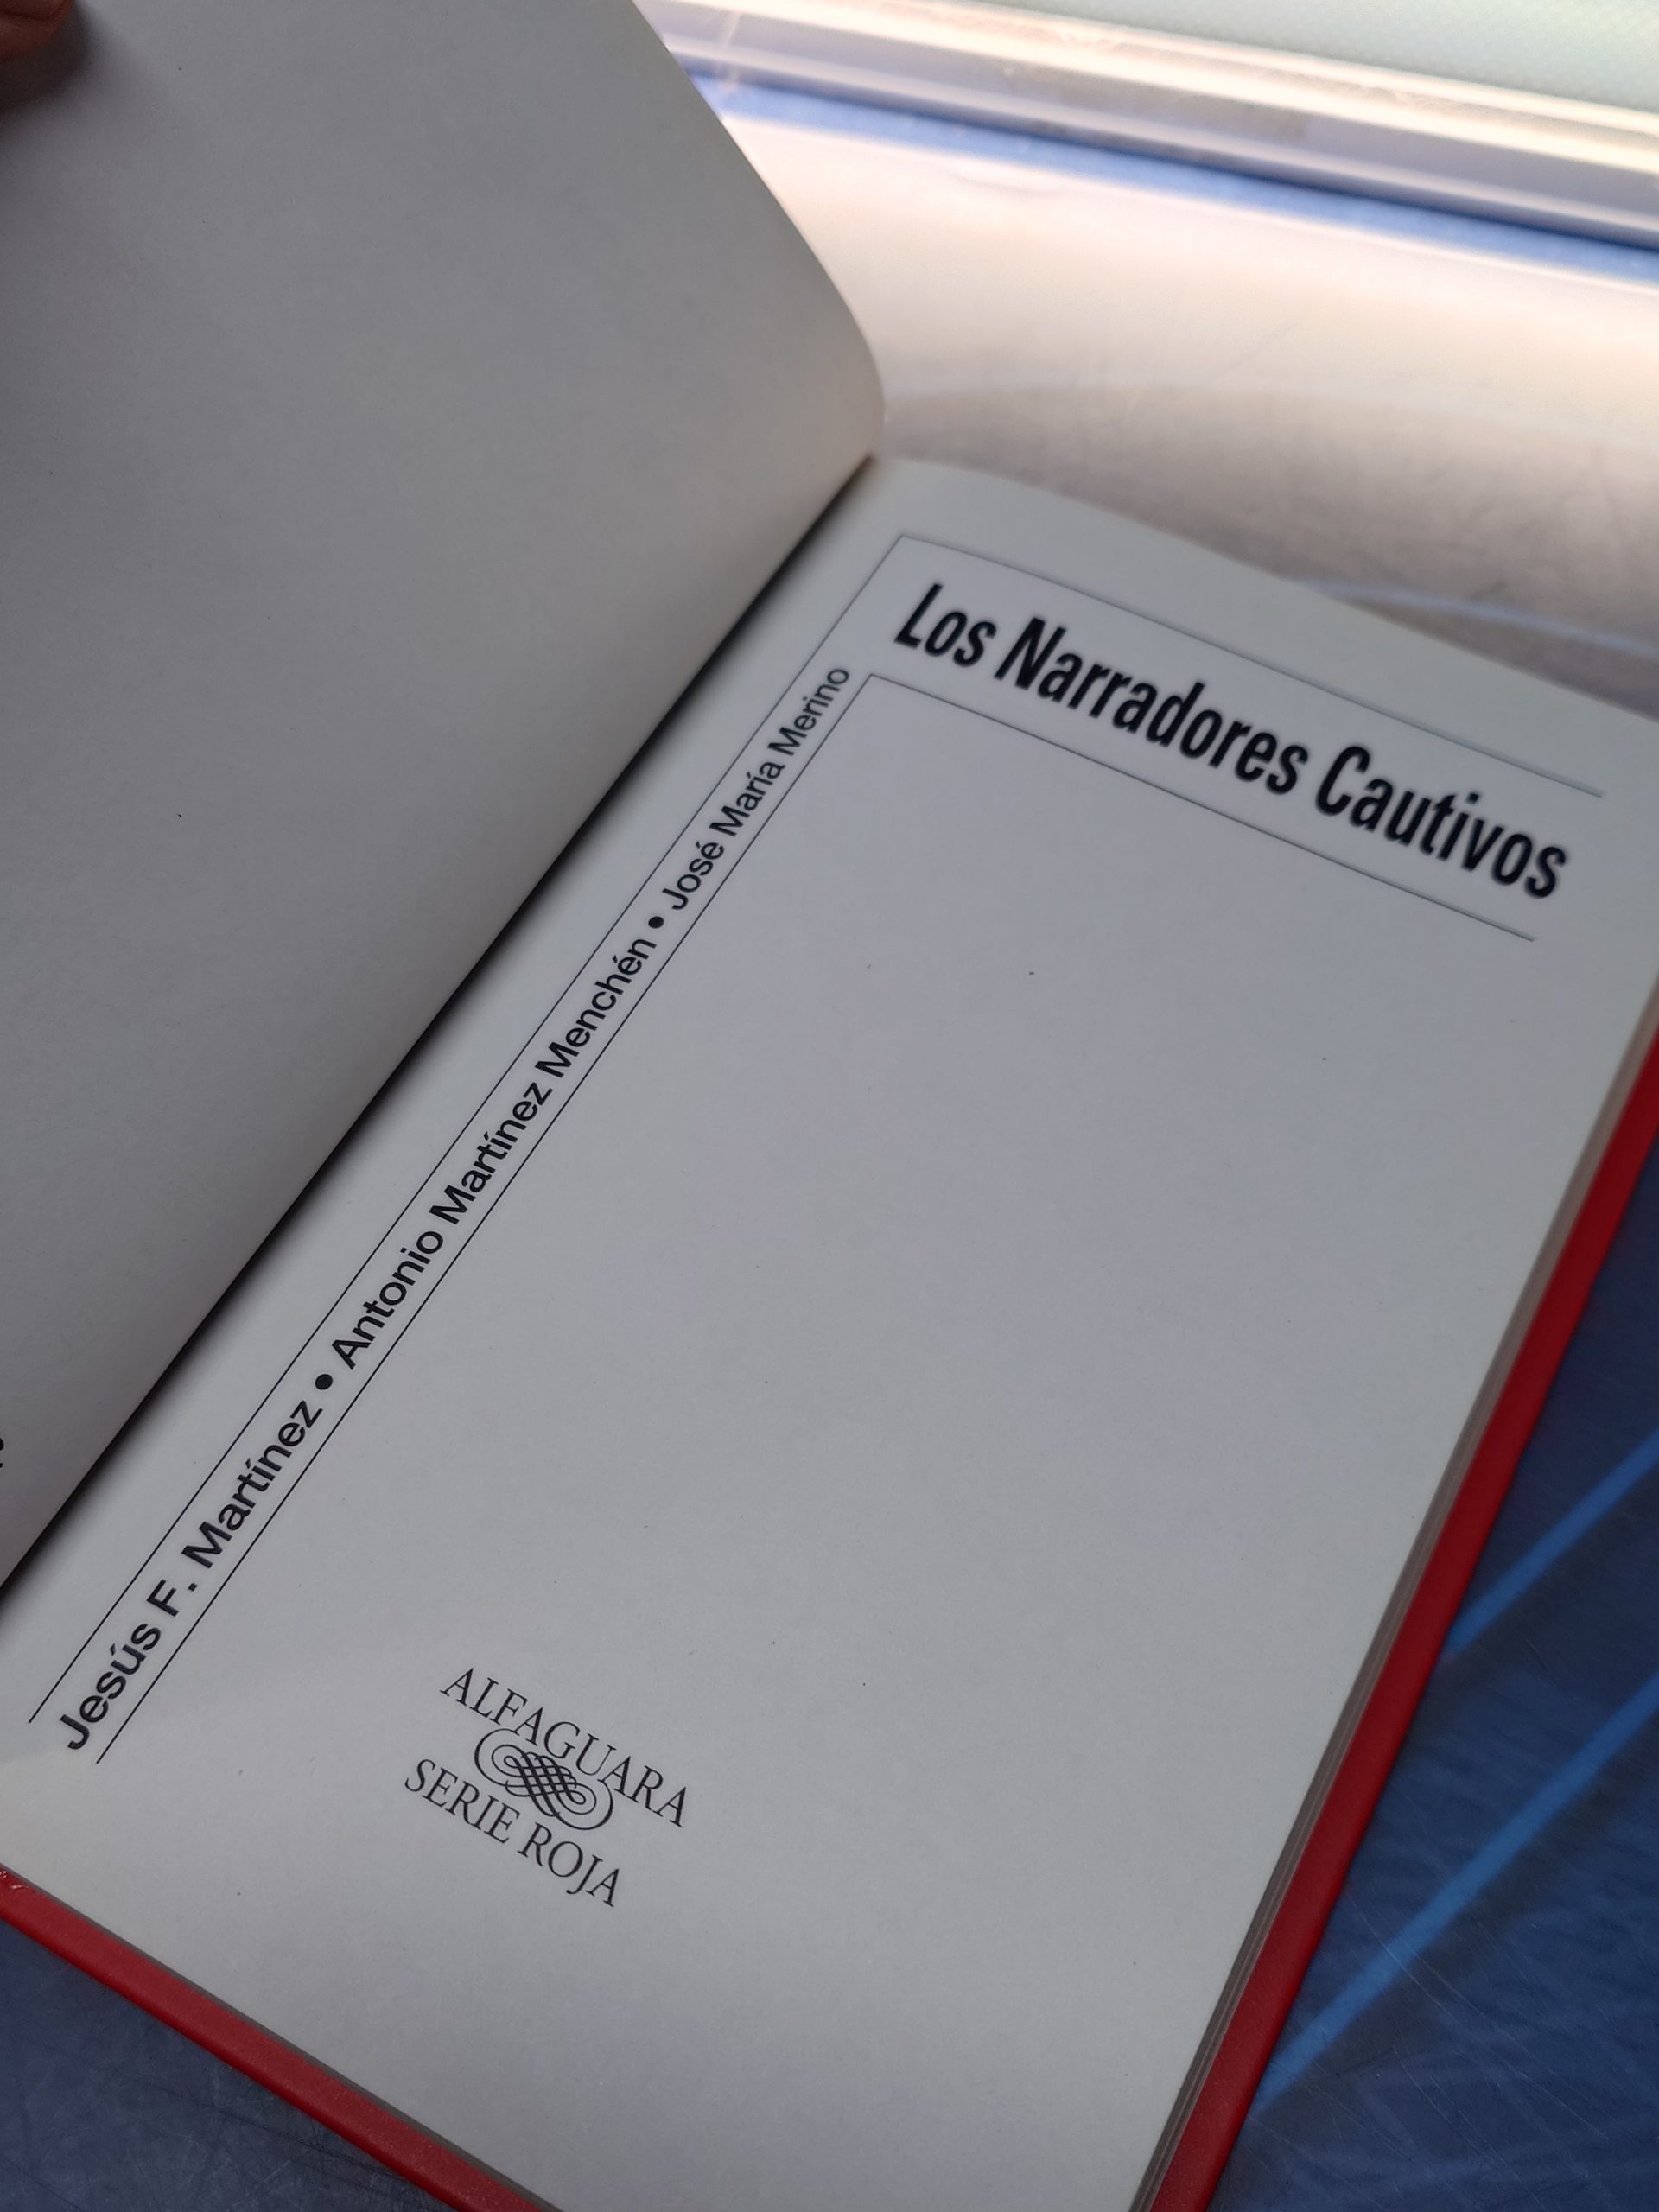 Los Narradores Cautivos
Jesús F. Martínez • Antonio Martínez Menchén • José María Merino
ALFAGUARA
SERIE ROJA